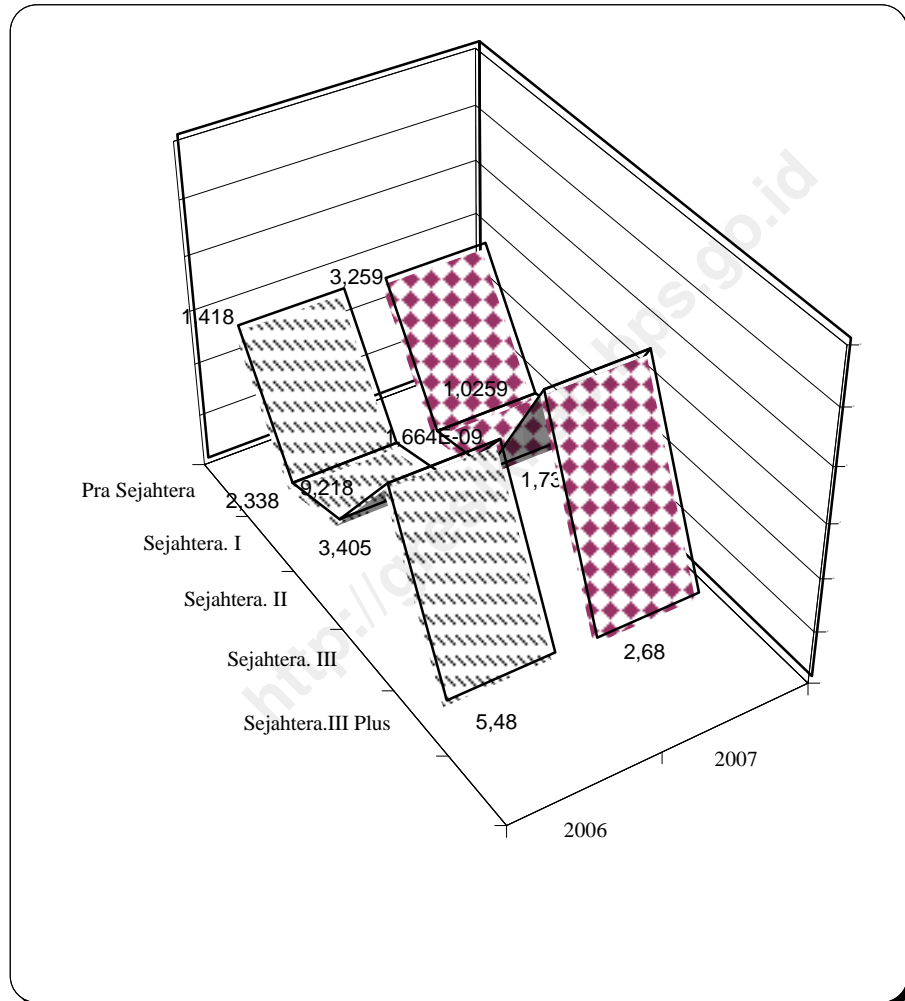 3,259
1,418
1,0259
1,664E-09
1,73
9,218
Pra Sejahtera
2,338
3,405
Sejahtera. I
Sejahtera. II
Sejahtera. III
2,68
Sejahtera.III Plus
5,48
2007
2006